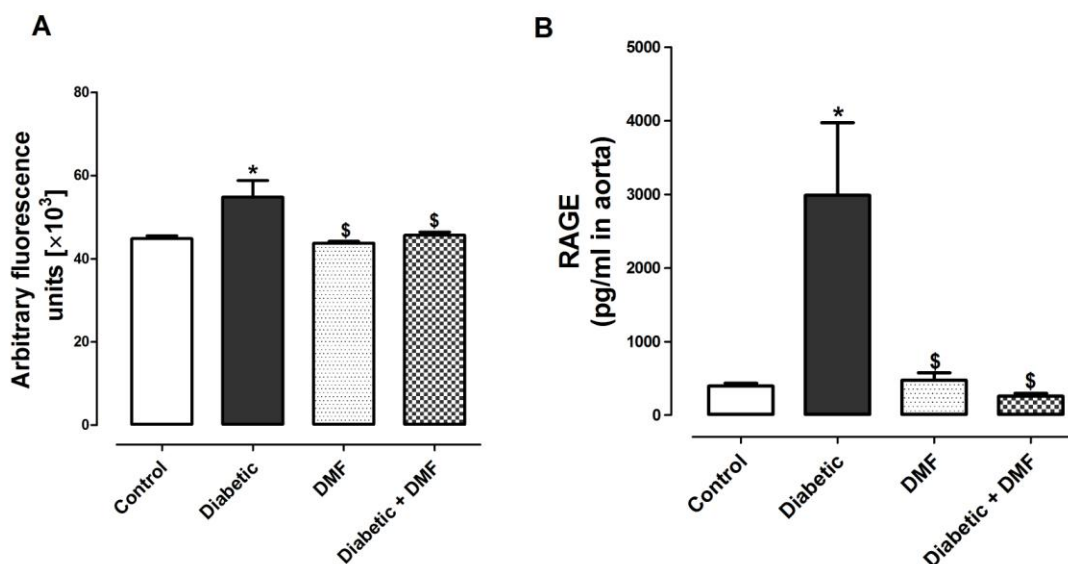 A
Arbitrary fluorescence
units [×10³]
80
60
40
20
0
*
$
$
Control
Diabetic
DMF
Diabetic + DMF
B
RAGE
(pg/ml in aorta)
5000
4000
3000
2000
1000
0
*
$
$
Control
Diabetic
DMF
Diabetic + DMF